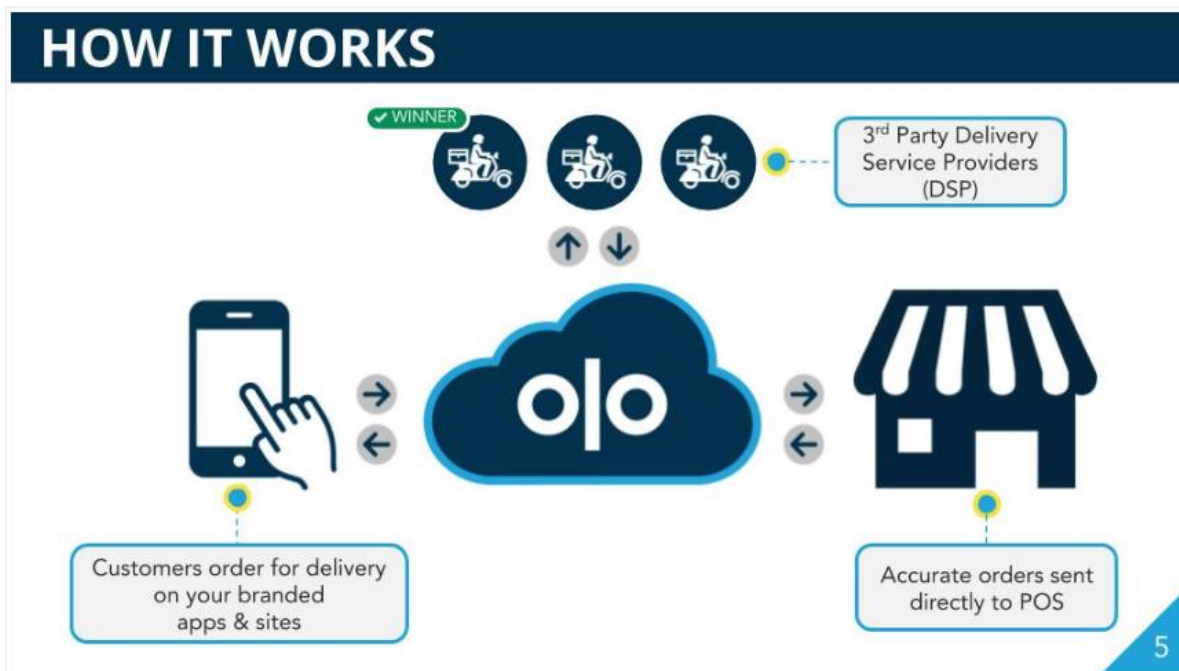 HOW IT WORKS
WINNER
3rd Party Delivery
Service Providers
(DSP)
olo
Customers order for delivery
on your branded
apps & sites
Accurate orders sent
directly to POS
5